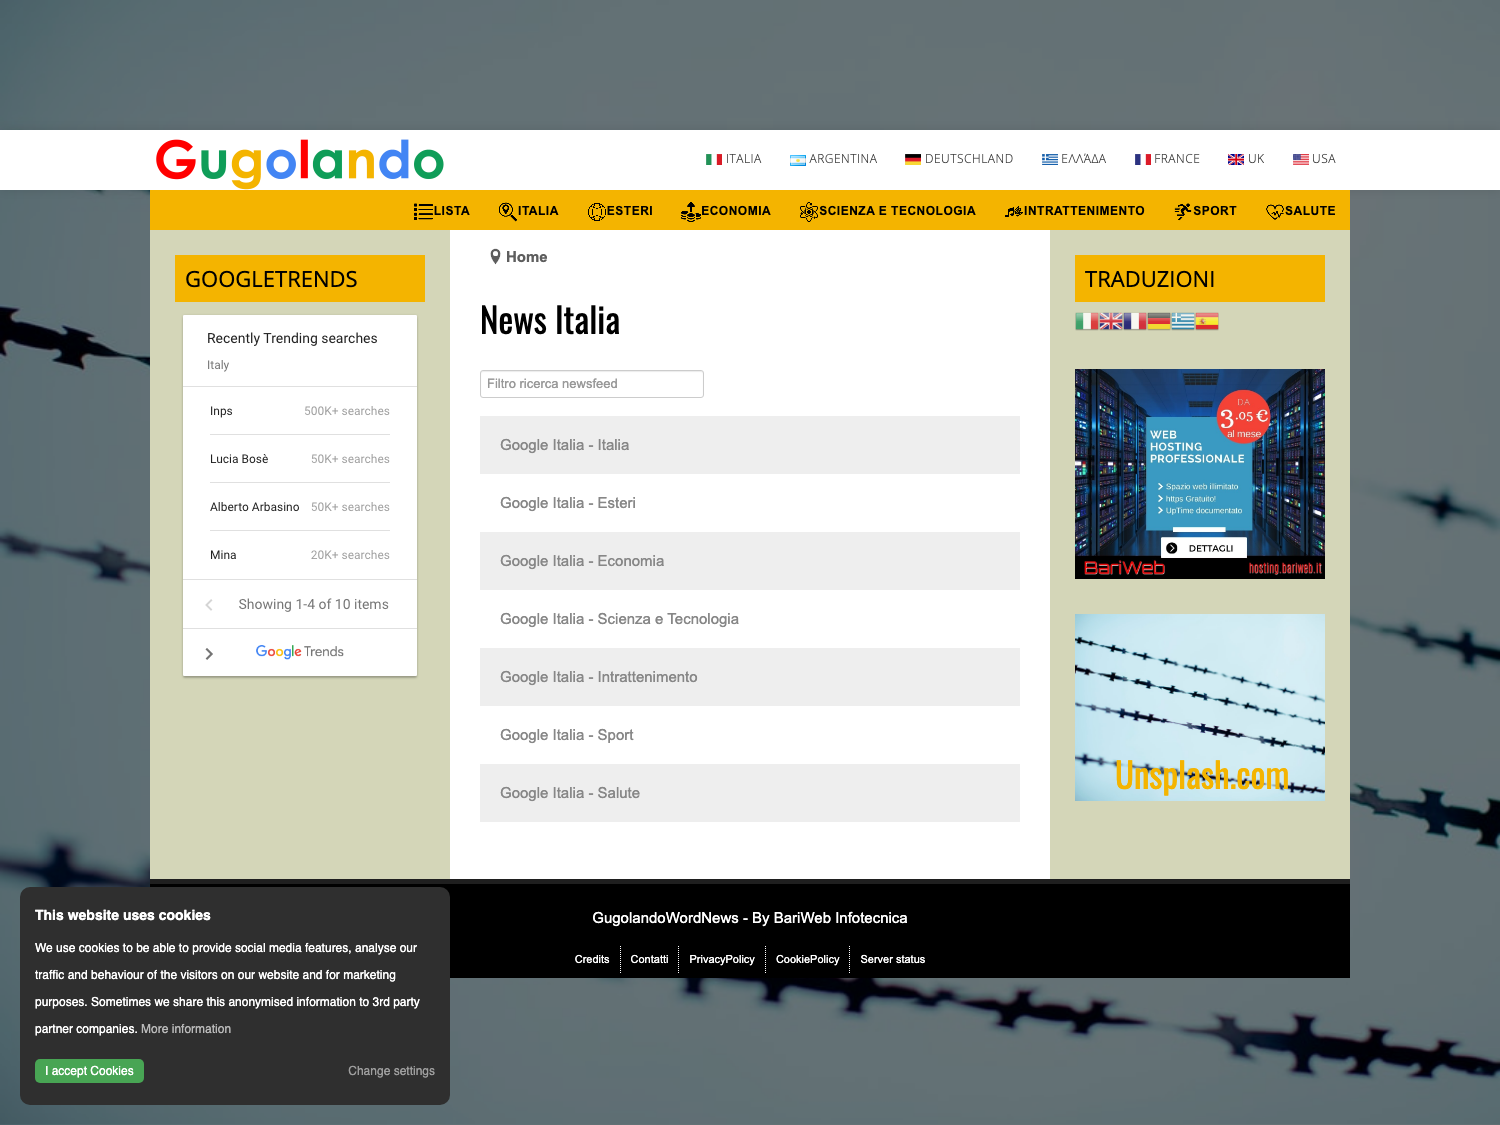 Gugolando
ITALIA
ARGENTINA
DEUTSCHLAND
ΕΛΛΆΔΑ
FRANCE
UK
USA
LISTA
ITALIA
ESTERI
ECONOMIA
SCIENZA E TECNOLOGIA
INTRATTENIMENTO
SPORT
SALUTE
GOOGLETRENDS
Recently Trending searches
Italy
Inps 500K+ searches
Lucia Bosè 50K+ searches
Alberto Arbasino 50K+ searches
Mina 20K+ searches
Showing 1-4 of 10 items
Google Trends
Home
News Italia
Filtro ricerca newsfeed
Google Italia - Italia
Google Italia - Esteri
Google Italia - Economia
Google Italia - Scienza e Tecnologia
Google Italia - Intrattenimento
Google Italia - Sport
Google Italia - Salute
TRADUZIONI
DA
3.05 €
al mese
WEB
HOSTING
PROFESSIONALE
Spazio web illimitato
https Gratuito!
UpTime documentato
DETTAGLI
BariWeb
hosting.bariweb.it
Unsplash.com
GugolandoWordNews - By BariWeb Infotecnica
Credits
Contatti
PrivacyPolicy
CookiePolicy
Server status
This website uses cookies
We use cookies to be able to provide social media features, analyse our
traffic and behaviour of the visitors on our website and for marketing
purposes. Sometimes we share this anonymised information to 3rd party
partner companies. More information
I accept Cookies
Change settings